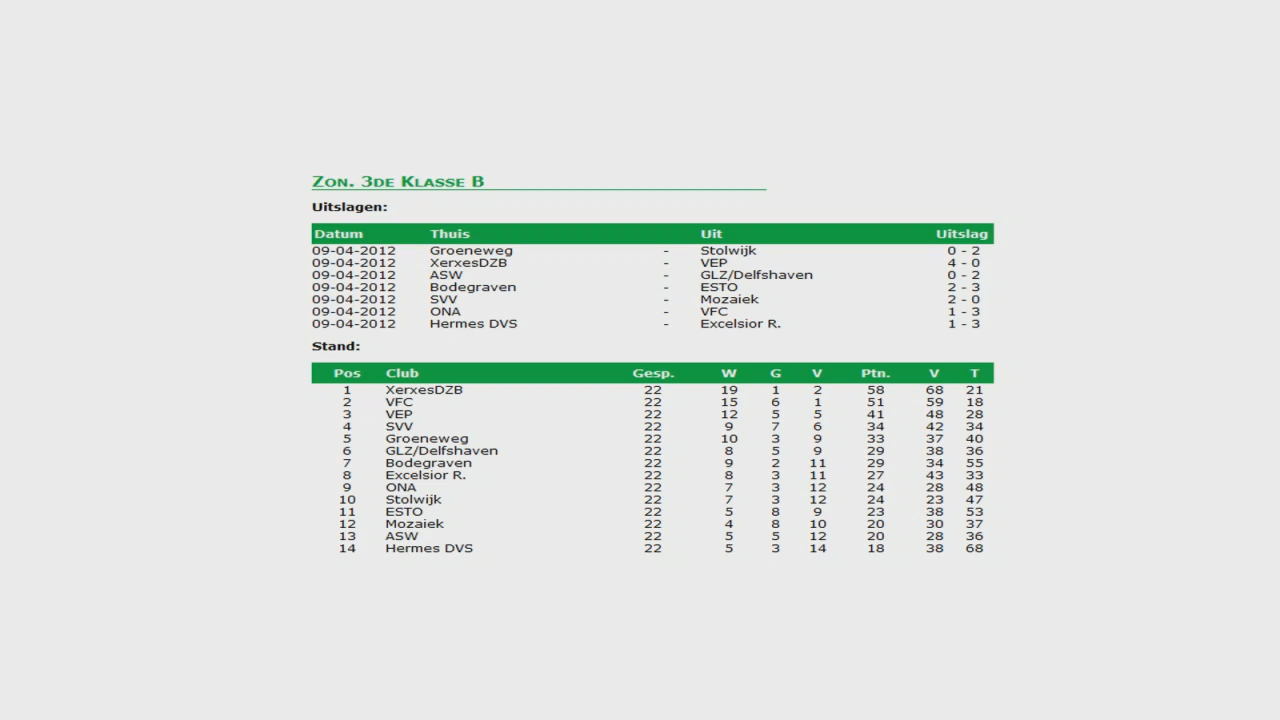 Zon. 3de Klasse B
Uitslagen:
Datum Thuis Uit Uitslag
09-04-2012 Groeneweg - Stolwijk 0 - 2
09-04-2012 XerxesDZB - VEP 4 - 0
09-04-2012 ASW - GLZ/Delfshaven 0 - 2
09-04-2012 Bodegraven - ESTO 2 - 3
09-04-2012 SVV - Mozaiek 2 - 0
09-04-2012 ONA - VFC 1 - 3
09-04-2012 Hermes DVS - Excelsior R. 1 - 3
Stand:
Pos Club Gesp. W G V Ptn. V T
1 XerxesDZB 22 19 1 2 58 68 21
2 VFC 22 15 6 1 51 59 18
3 VEP 22 12 5 5 41 48 28
4 SVV 22 9 7 6 34 42 34
5 Groeneweg 22 10 3 9 33 37 40
6 GLZ/Delfshaven 22 8 5 9 29 38 36
7 Bodegraven 22 9 2 11 29 34 55
8 Excelsior R. 22 8 3 11 27 43 33
9 ONA 22 7 3 12 24 28 48
10 Stolwijk 22 7 3 12 24 23 47
11 ESTO 22 5 8 9 23 38 53
12 Mozaiek 22 4 8 10 20 30 37
13 ASW 22 5 5 12 20 28 36
14 Hermes DVS 22 5 3 14 18 38 68